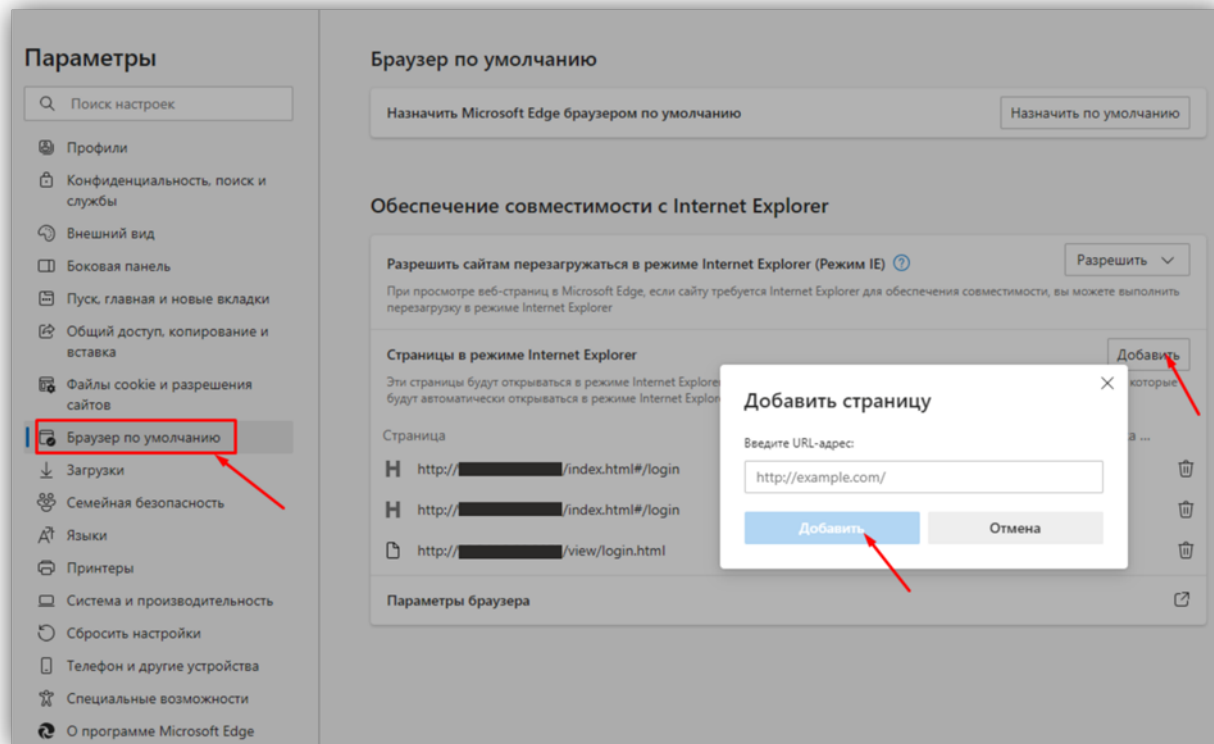 Параметры
Поиск настроек
Профили
Конфиденциальность, поиск и
службы
Внешний вид
Боковая панель
Пуск, главная и новые вкладки
Общий доступ, копирование и
вставка
Файлы cookie и разрешения
сайтов
Браузер по умолчанию
Загрузки
Семейная безопасность
Языки
Принтеры
Система и производительность
Сбросить настройки
Телефон и другие устройства
Специальные возможности
О программе Microsoft Edge
Браузер по умолчанию
Назначить Microsoft Edge браузером по умолчанию
Назначить по умолчанию
Обеспечение совместимости с Internet Explorer
Разрешить сайтам перезагружаться в режиме Internet Explorer (Режим IE)
Разрешить
При просмотре веб-страниц в Microsoft Edge, если сайту требуется Internet Explorer для обеспечения совместимости, вы можете выполнить
перезагрузку в режиме Internet Explorer
Страницы в режиме Internet Explorer
Добавить
Эти страницы будут открываться в режиме Internet которые
будут автоматически открываться в режиме Internet
Страница
http:// /index.html#/login
http:// /index.html#/login
http:// /view/login.html
Параметры браузера
Добавить страницу
Введите URL-адрес:
http://example.com/
Добавить
Отмена